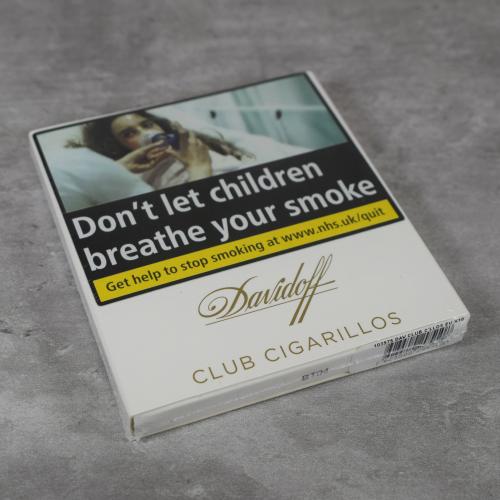 Don't let children
breathe your smoke
Get help to stop smoking at www.nhs.uk/quit
Davidoff
CLUB CIGARILLOS